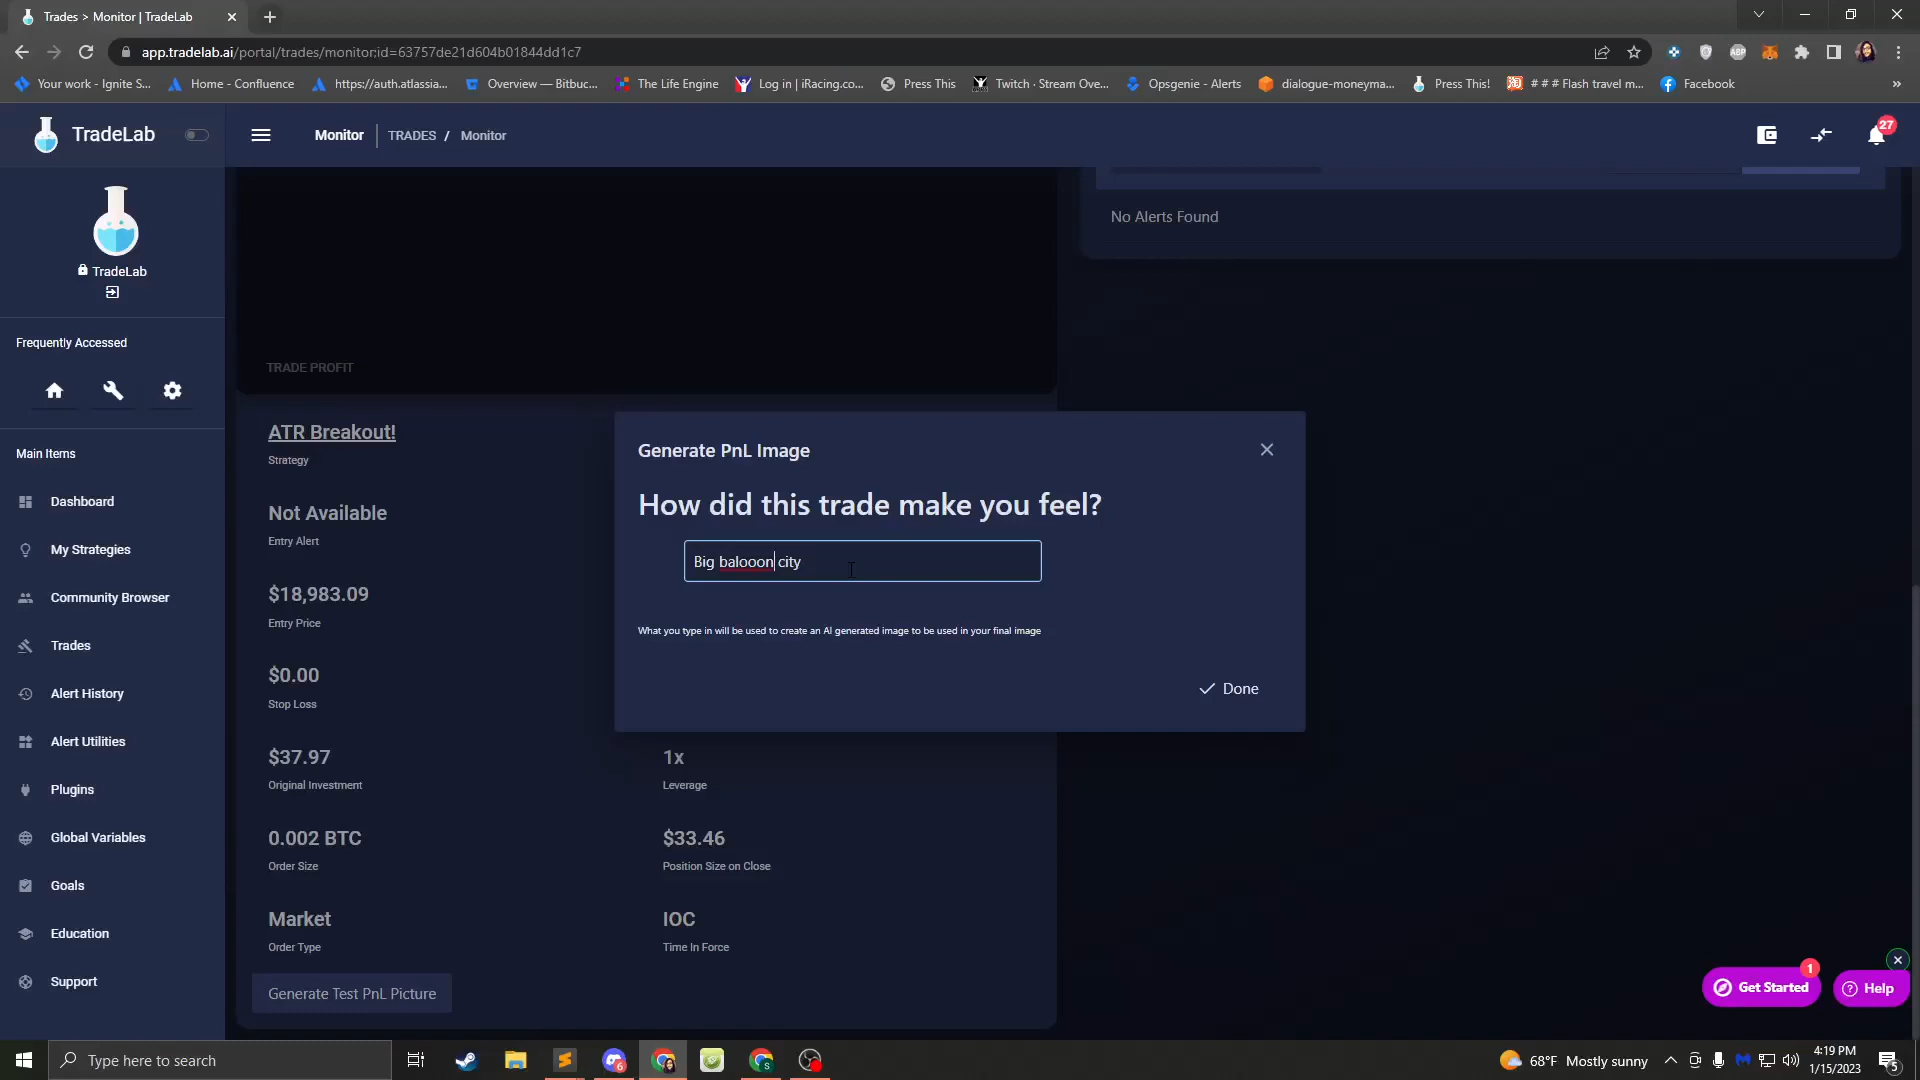 Trades > Monitor | TradeLab
app.tradelab.ai/portal/trades/monitor;id=63757de21d604b01844dd1c7
Your work - Ignite S...
Home - Confluence
https://auth.atlassia...
Overview — Bitbuc...
The Life Engine
Log in | iRacing.co...
Press This
Twitch · Stream Ove...
Opsgenie - Alerts
dialogue-moneyma...
Press This!
# # # Flash travel m...
Facebook
»
TradeLab
Monitor
TRADES / Monitor
27
TradeLab
Frequently Accessed
Main Items
Dashboard
My Strategies
Community Browser
Trades
Alert History
Alert Utilities
Plugins
Global Variables
Goals
Education
Support
No Alerts Found
TRADE PROFIT
ATR Breakout!
Strategy
Not Available
Entry Alert
$18,983.09
Entry Price
$0.00
Stop Loss
$37.97
Original Investment
1x
Leverage
0.002 BTC
Order Size
$33.46
Position Size on Close
Market
Order Type
IOC
Time In Force
Generate Test PnL Picture
Generate PnL Image
How did this trade make you feel?
Big balooon city
What you type in will be used to create an AI generated image to be used in your final image
Done
Get Started
1
Help
Type here to search
6
68°F Mostly sunny
4:19 PM
1/15/2023
5